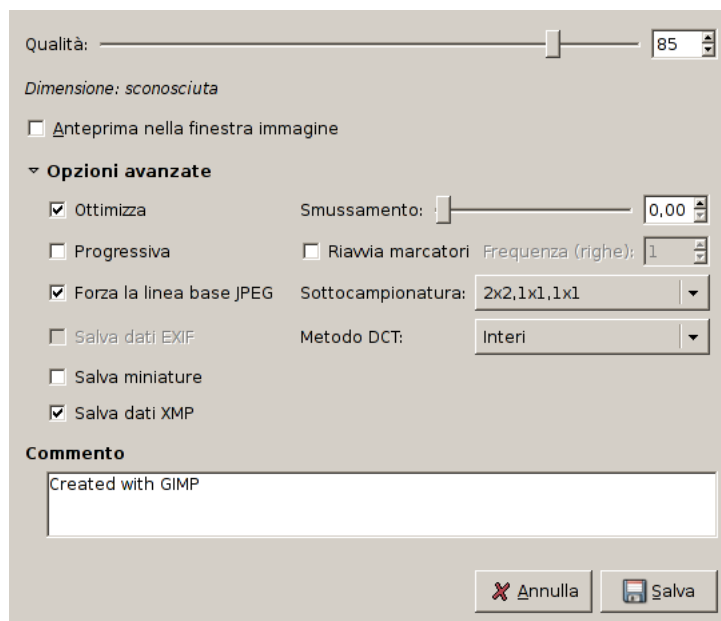 Qualità: 85
Dimensione: sconosciuta
Anteprima nella finestra immagine
Opzioni avanzate
Ottimizza Smussamento: 0,00
Progressiva Riavvia marcatori Frequenza (righe): 1
Forza la linea base JPEG Sottocampionatura: 2x2,1x1,1x1
Salva dati EXIF Metodo DCT: Interi
Salva miniature
Salva dati XMP
Commento
Created with GIMP
Annulla Salva